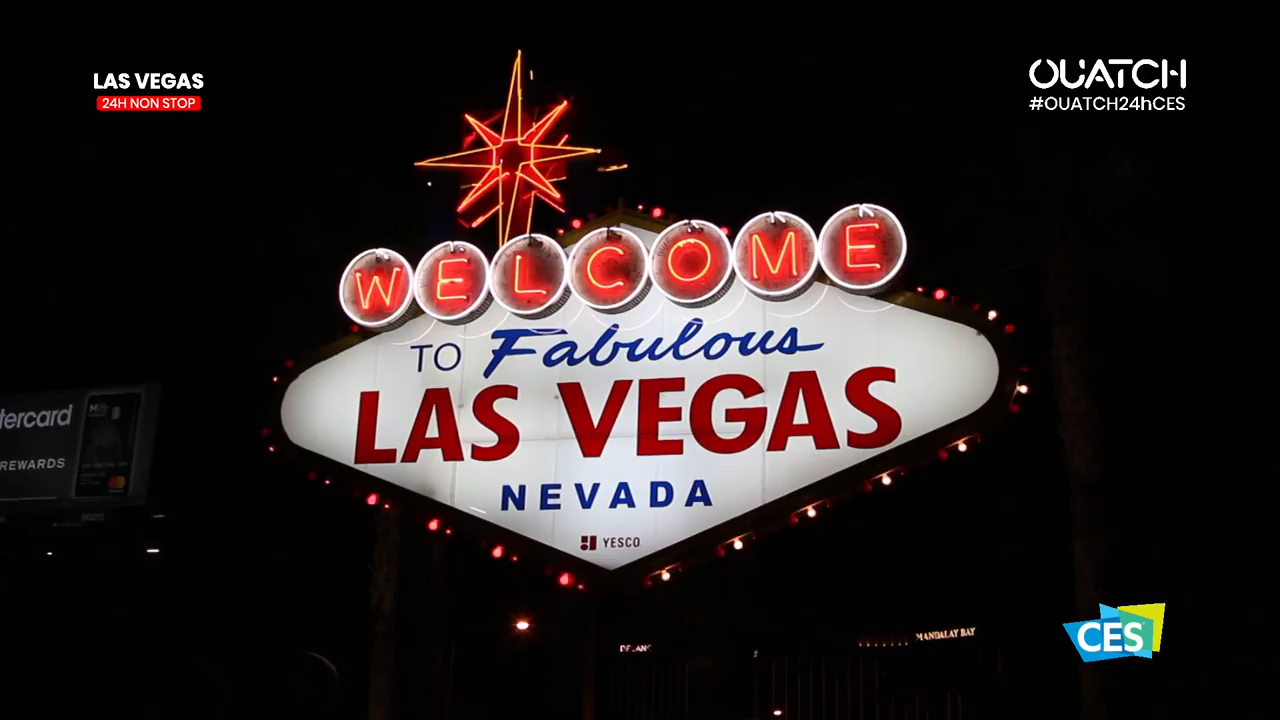 LAS VEGAS
24H NON STOP
OUATCH
#OUATCH24hCES
WELCOME
TO Fabulous
LAS VEGAS
NEVADA
YESCO
tercard
REWARDS
MANDALAY BAY
CES